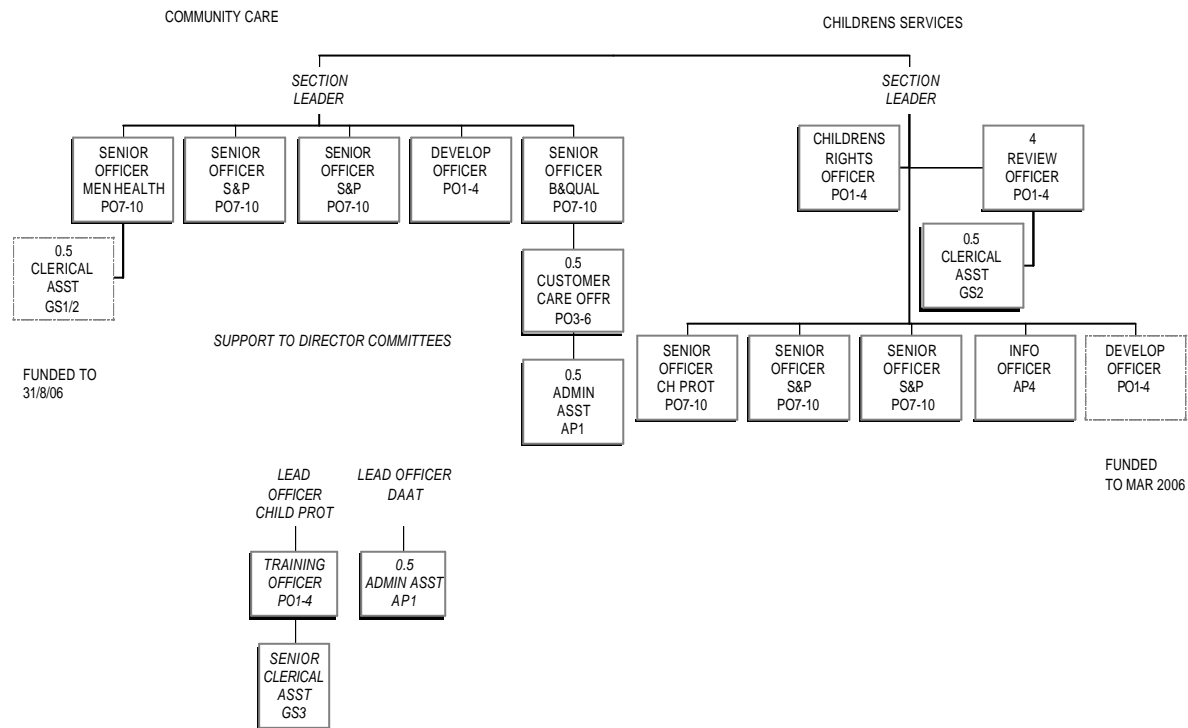 COMMUNITY CARE
CHILDRENS SERVICES
SECTION
LEADER
SECTION
LEADER
SENIOR
OFFICER
MEN HEALTH
PO7-10
SENIOR
OFFICER
S&P
PO7-10
SENIOR
OFFICER
S&P
PO7-10
DEVELOP
OFFICER
PO1-4
SENIOR
OFFICER
B&QUAL
PO7-10
CHILDRENS
RIGHTS
OFFICER
PO1-4
4
REVIEW
OFFICER
PO1-4
0.5
CLERICAL
ASST
GS1/2
0.5
CUSTOMER
CARE OFFR
PO3-6
0.5
CLERICAL
ASST
GS2
SUPPORT TO DIRECTOR COMMITTEES
FUNDED TO
31/8/06
0.5
ADMIN
ASST
AP1
SENIOR
OFFICER
CH PROT
PO7-10
SENIOR
OFFICER
S&P
PO7-10
SENIOR
OFFICER
S&P
PO7-10
INFO
OFFICER
AP4
DEVELOP
OFFICER
PO1-4
FUNDED
TO MAR 2006
LEAD
OFFICER
CHILD PROT
LEAD OFFICER
DAAT
TRAINING
OFFICER
PO1-4
0.5
ADMIN ASST
AP1
SENIOR
CLERICAL
ASST
GS3